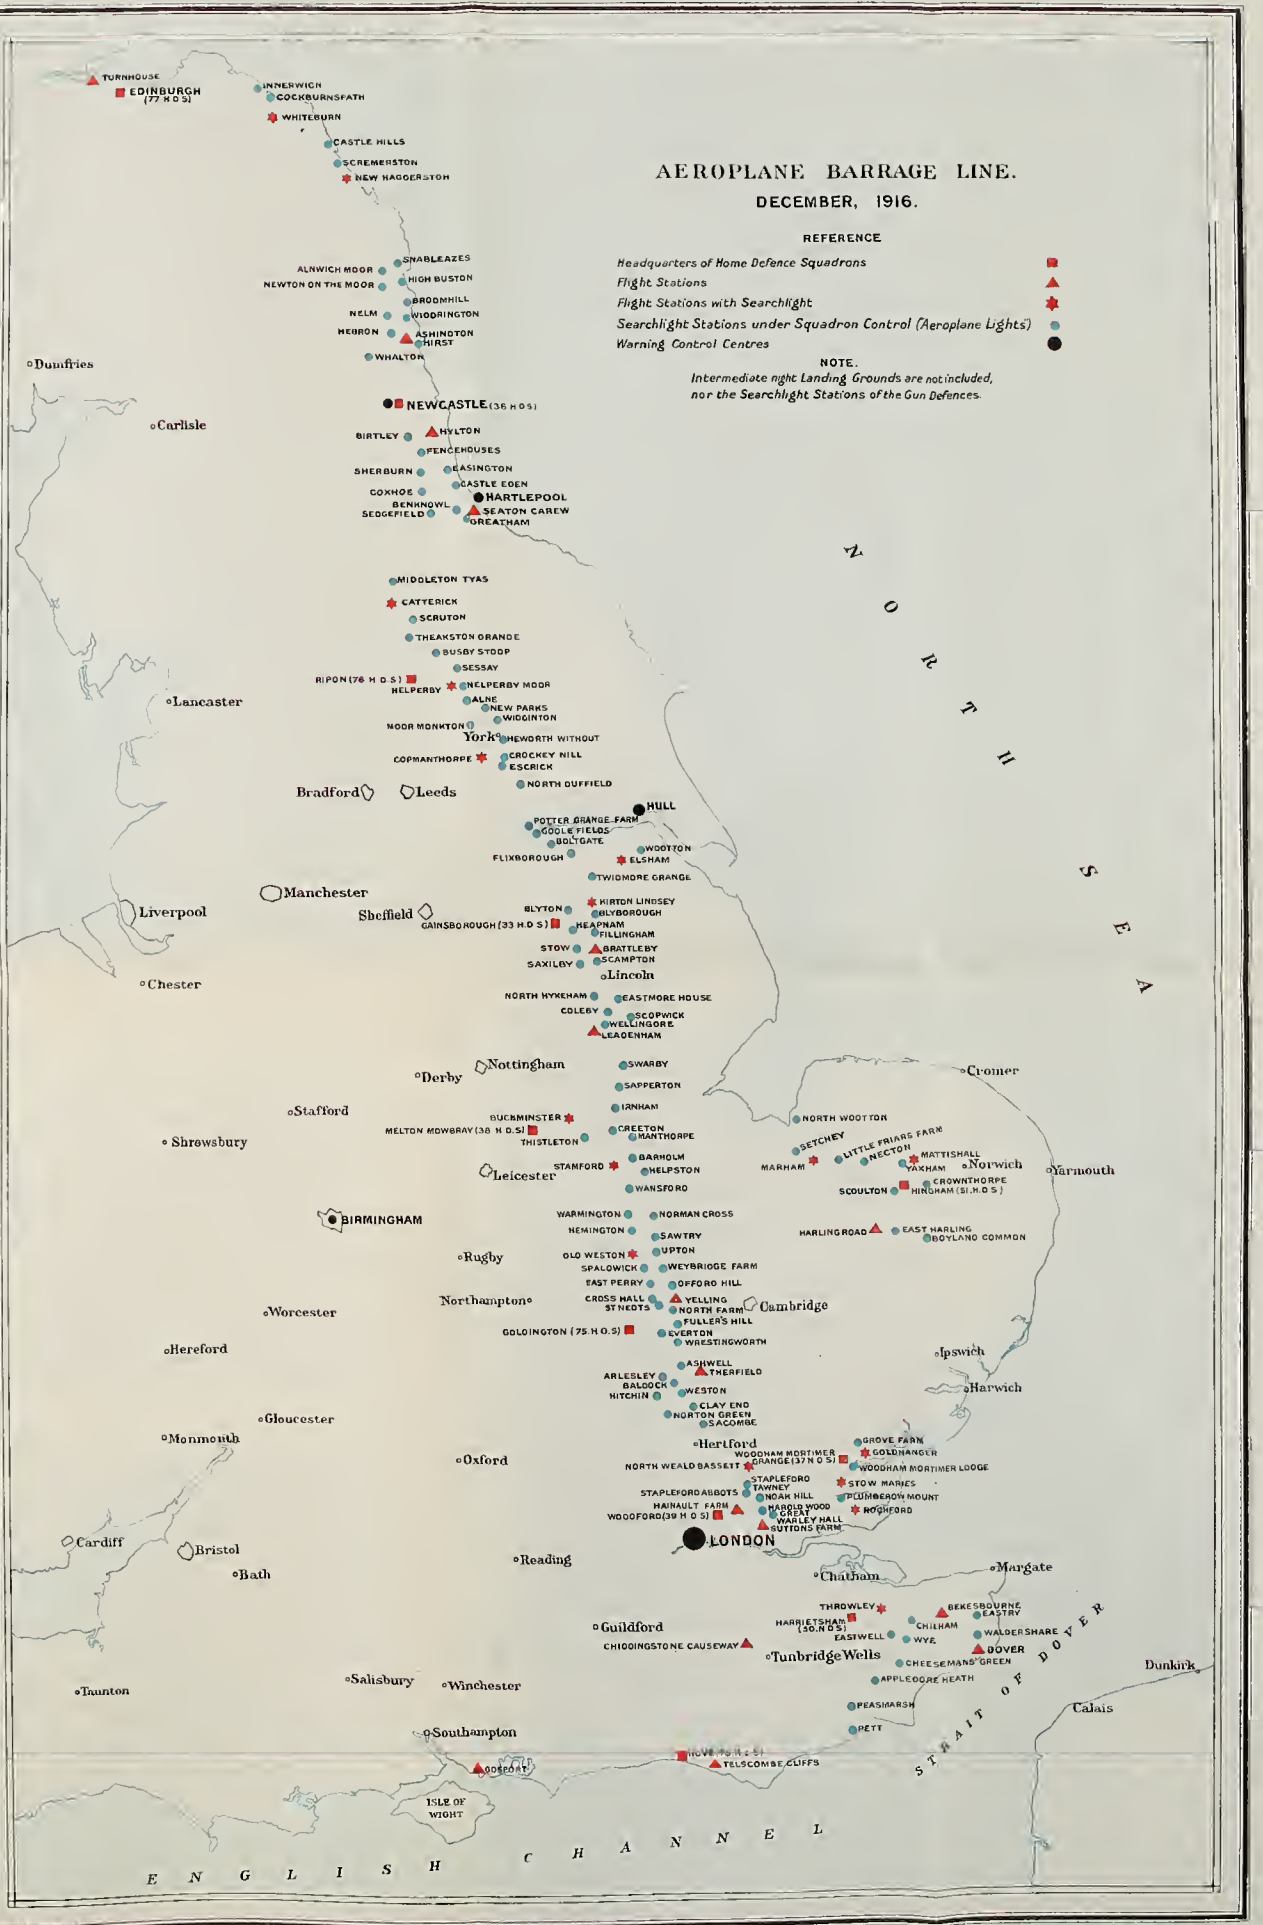 AEROPLANE BARRAGE LINE.
DECEMBER, 1916.
REFERENCE
Headquarters of Home Defence Squadrons
Flight Stations
Flight Stations with Searchlight
Searchlight Stations under Squadron Control (Aeroplane Lights)
Warning Control Centres
NOTE.
Intermediate night Landing Grounds are not included,
nor the Searchlight Stations of the Gun Defences.
TURNHOUSE
EDINBURGH
(77 H D S)
INNERWICK
COCKBURNSPATH
WHITEBURN
CASTLE HILLS
SCREMERSTON
NEW HAGGERSTON
SNABLEAZES
ALNWICH MOOR
HIGH BUSTON
NEWTON ON THE MOOR
BROOMHILL
NELM
WIDDRINGTON
HEBRON
ASHINGTON
HIRST
WHALTON
Dumfries
NEWCASTLE (36 H D S)
Carlisle
BIRTLEY
HYLTON
FENCEHOUSES
SHERBURN
EASINGTON
CASTLE EDEN
COXHOE
HARTLEPOOL
BENKNOWL
SEATON CAREW
SEDGEFIELD
GREATHAM
NORTH SEA
MIDDLETON TYAS
CATTERICK
SCRUTON
THEAKSTON GRANGE
BUSBY STOOP
SESSAY
RIPON (76 H D S)
HELPERBY
NELPERBY MOOR
ALNE
NEW PARKS
Lancaster
WIGGINTON
MOOR MONKTON
York
HEWORTH WITHOUT
COPMANTHORPE
CROCKEY NILL
ESCRICK
NORTH DUFFIELD
Bradford
Leeds
HULL
POTTER GRANGE FARM
GOOLE FIELDS
BOLTGATE
WOOTTON
FLIXBOROUGH
ELSHAM
TWIDMORE GRANGE
Manchester
KIRTON LINDSEY
Liverpool
Sheffield
BLYTON
BLYBOROUGH
GAINSBOROUGH (33 H.D S)
HEAPHAM
FILLINGHAM
STOW
BRATTLEBY
SAXILBY
SCAMPTON
Lincoln
Chester
NORTH HYKEHAM
EASTMORE HOUSE
COLEBY
SCOPWICK
WELLINGORE
LEADENHAM
Nottingham
SWARBY
Derby
Cromer
SAPPERTON
Stafford
IRNHAM
BUCKMINSTER
NORTH WOOTTON
MELTON MOWBRAY (38 H D.S)
CREETON
THISTLETON
MANTHORPE
Shrewsbury
SETCHEY
LITTLE FRIARS FARM
NECTON
MATTISHALL
BARHOLM
MARHAM
YAXHAM
Norwich
Yarmouth
Leicester
STAMFORD
HELPSTON
CROWNTHORPE
WANSFORD
SCOULTON
HINGHAM (51.H.D S)
BIRMINGHAM
WARMINGTON
NORMAN CROSS
HEMINGTON
SAWTRY
HARLING ROAD
EAST HARLING
BOYLAND COMMON
Rugby
OLD WESTON
UPTON
SPALDWICK
WEYBRIDGE FARM
EAST PERRY
OFFORD HILL
Northampton
CROSS HALL
YELLING
ST NEOTS
NORTH FARM
Cambridge
Worcester
FULLER'S HILL
GOLDINGTON (75.H D.S)
EVERTON
WRESTINGWORTH
Hereford
Ipswich
ASHWELL
THERFIELD
ARLESLEY
BALDOCK
HITCHIN
WESTON
Harwich
CLAY END
NORTON GREEN
SACOMBE
Gloucester
Monmouth
Hertford
GROVE FARM
WOODHAM MORTIMER
GRANGE (37 H D S)
GOLDHANGER
Oxford
NORTH WEALD BASSETT
WOODHAM MORTIMER LODGE
STAPLEFORD
TAWNEY
STOW MARIES
STAPLEFORD ABBOTS
NOAK HILL
PLUMBEROW MOUNT
HAINAULT FARM
HAROLD WOOD
ROCHFORD
WOODFORD (39 H D S)
GREAT
WARLEY HALL
SUTTONS FARM
LONDON
Cardiff
Bristol
Bath
Reading
Chatham
Margate
THROWLEY
BEKESBOURNE
EASTRY
HARRIETSHAM
(50.H D S)
CHILHAM
Guildford
EASTWELL
WYE
WALDERSHARE
CHIDDINGSTONE CAUSEWAY
DOVER
Tunbridge Wells
CHEESEMANS GREEN
Dunkirk
Salisbury
Winchester
APPLEDORE HEATH
Taunton
PEASMARSH
Calais
Southampton
PETT
STRAIT OF DOVER
TELSCOMBE CLIFFS
GOSPORT
ISLE OF
WIGHT
ENGLISH CHANNEL